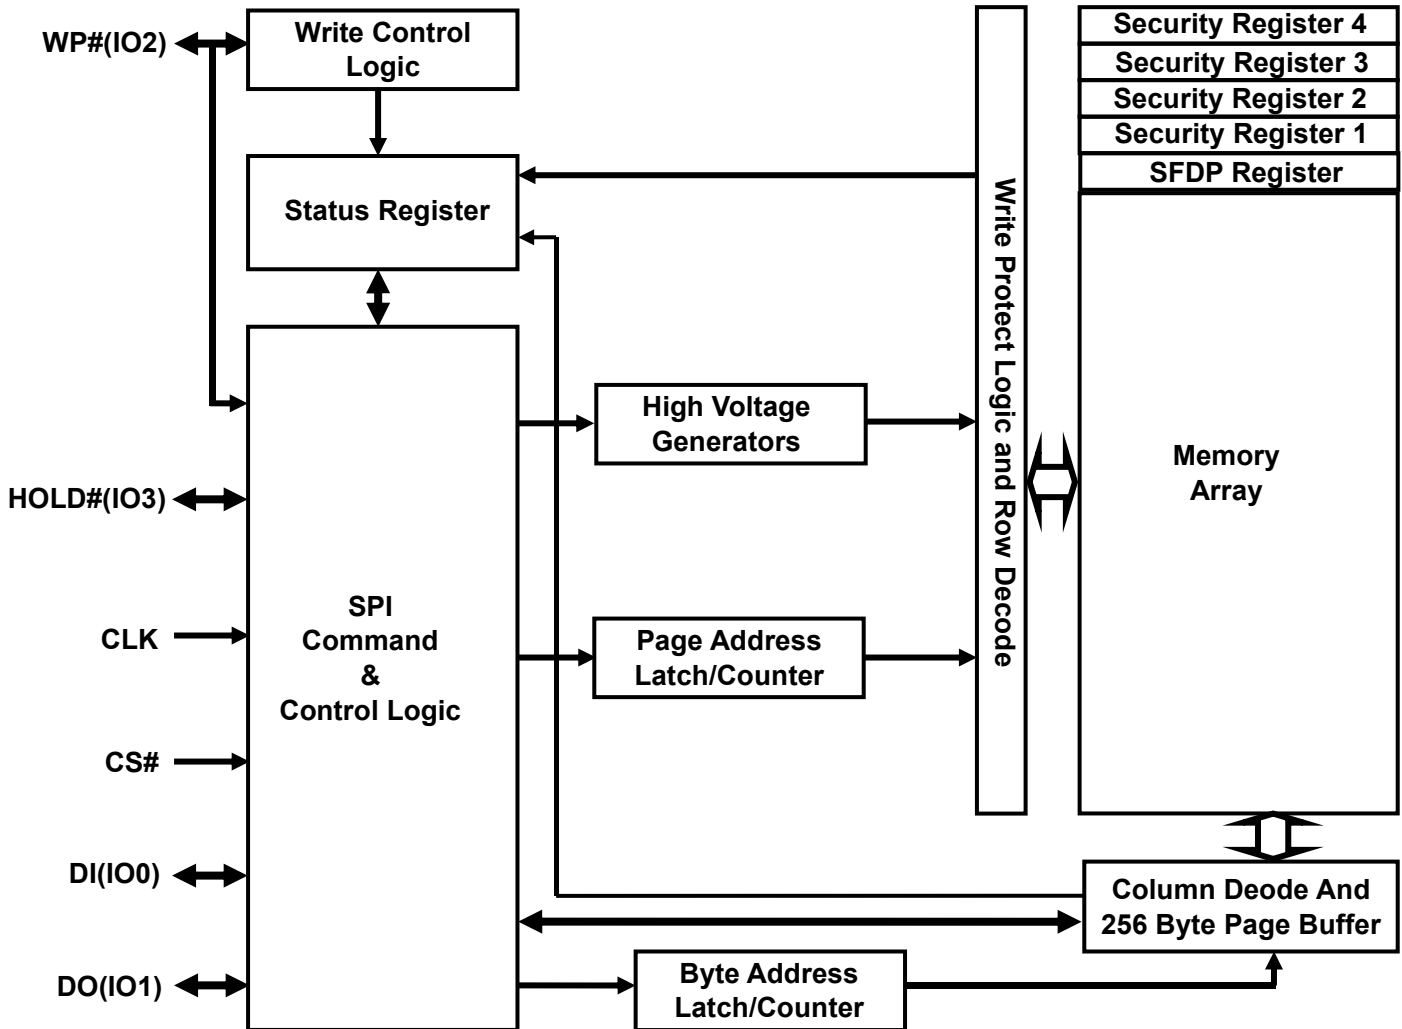 WP#(IO2)
Write Control
Logic
Security Register 4
Security Register 3
Security Register 2
Security Register 1
SFDP Register
Status Register
Write Protect Logic and Row Decode
High Voltage
Generators
Memory
Array
HOLD#(IO3)
SPI
Command
&
Control Logic
CLK
Page Address
Latch/Counter
CS#
DI(IO0)
Column Deode And
256 Byte Page Buffer
DO(IO1)
Byte Address
Latch/Counter